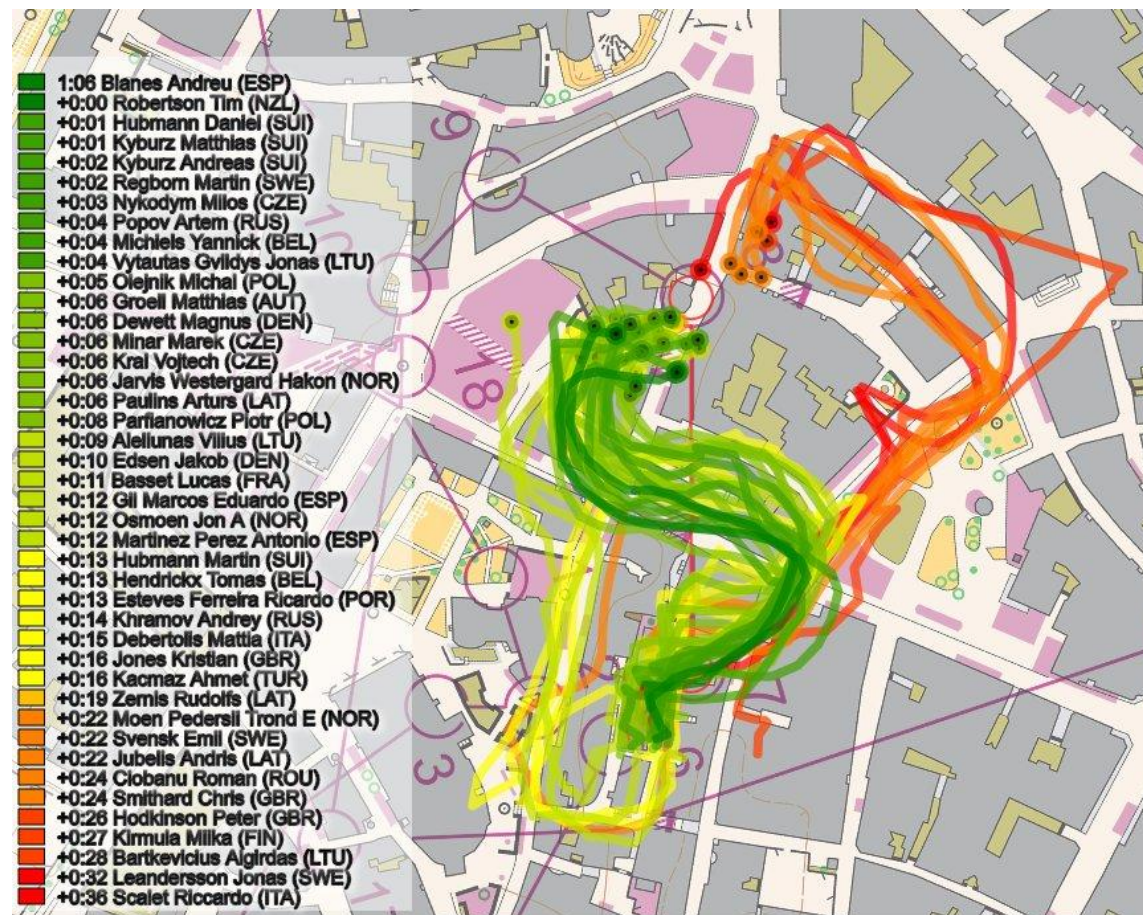 1:06 Blanes Andreu (ESP)
+0:00 Robertson Tim (NZL)
+0:01 Hubmann Daniel (SUI)
+0:01 Kyburz Matthias (SUI)
+0:02 Kyburz Andreas (SUI)
+0:02 Regborn Martin (SWE)
+0:03 Nykodym Milos (CZE)
+0:04 Popov Artem (RUS)
+0:04 Michiels Yannick (BEL)
+0:04 Vytautas Gvildys Jonas (LTU)
+0:05 Olejnik Michal (POL)
+0:06 Groell Matthias (AUT)
+0:06 Dewett Magnus (DEN)
+0:06 Minar Marek (CZE)
+0:06 Kral Vojtech (CZE)
+0:06 Jarvis Westergard Hakon (NOR)
+0:06 Paulins Arturs (LAT)
+0:08 Parfianowicz Piotr (POL)
+0:09 Aleliunas Vilius (LTU)
+0:10 Edsen Jakob (DEN)
+0:11 Basset Lucas (FRA)
+0:12 Gil Marcos Eduardo (ESP)
+0:12 Osmoen Jon A (NOR)
+0:12 Martinez Perez Antonio (ESP)
+0:13 Hubmann Martin (SUI)
+0:13 Hendrickx Tomas (BEL)
+0:13 Esteves Ferreira Ricardo (POR)
+0:14 Khramov Andrey (RUS)
+0:15 Debertolis Mattia (ITA)
+0:16 Jones Kristian (GBR)
+0:16 Kacmaz Ahmet (TUR)
+0:19 Zernis Rudolfs (LAT)
+0:22 Moen Pedersli Trond E (NOR)
+0:22 Svensk Emil (SWE)
+0:22 Jubelis Andris (LAT)
+0:24 Ciobanu Roman (ROU)
+0:24 Smithard Chris (GBR)
+0:26 Hodkinson Peter (GBR)
+0:27 Kirmula Miika (FIN)
+0:28 Bartkevicius Algirdas (LTU)
+0:32 Leandersson Jonas (SWE)
+0:36 Scalet Riccardo (ITA)
9
10
18
3
6
7